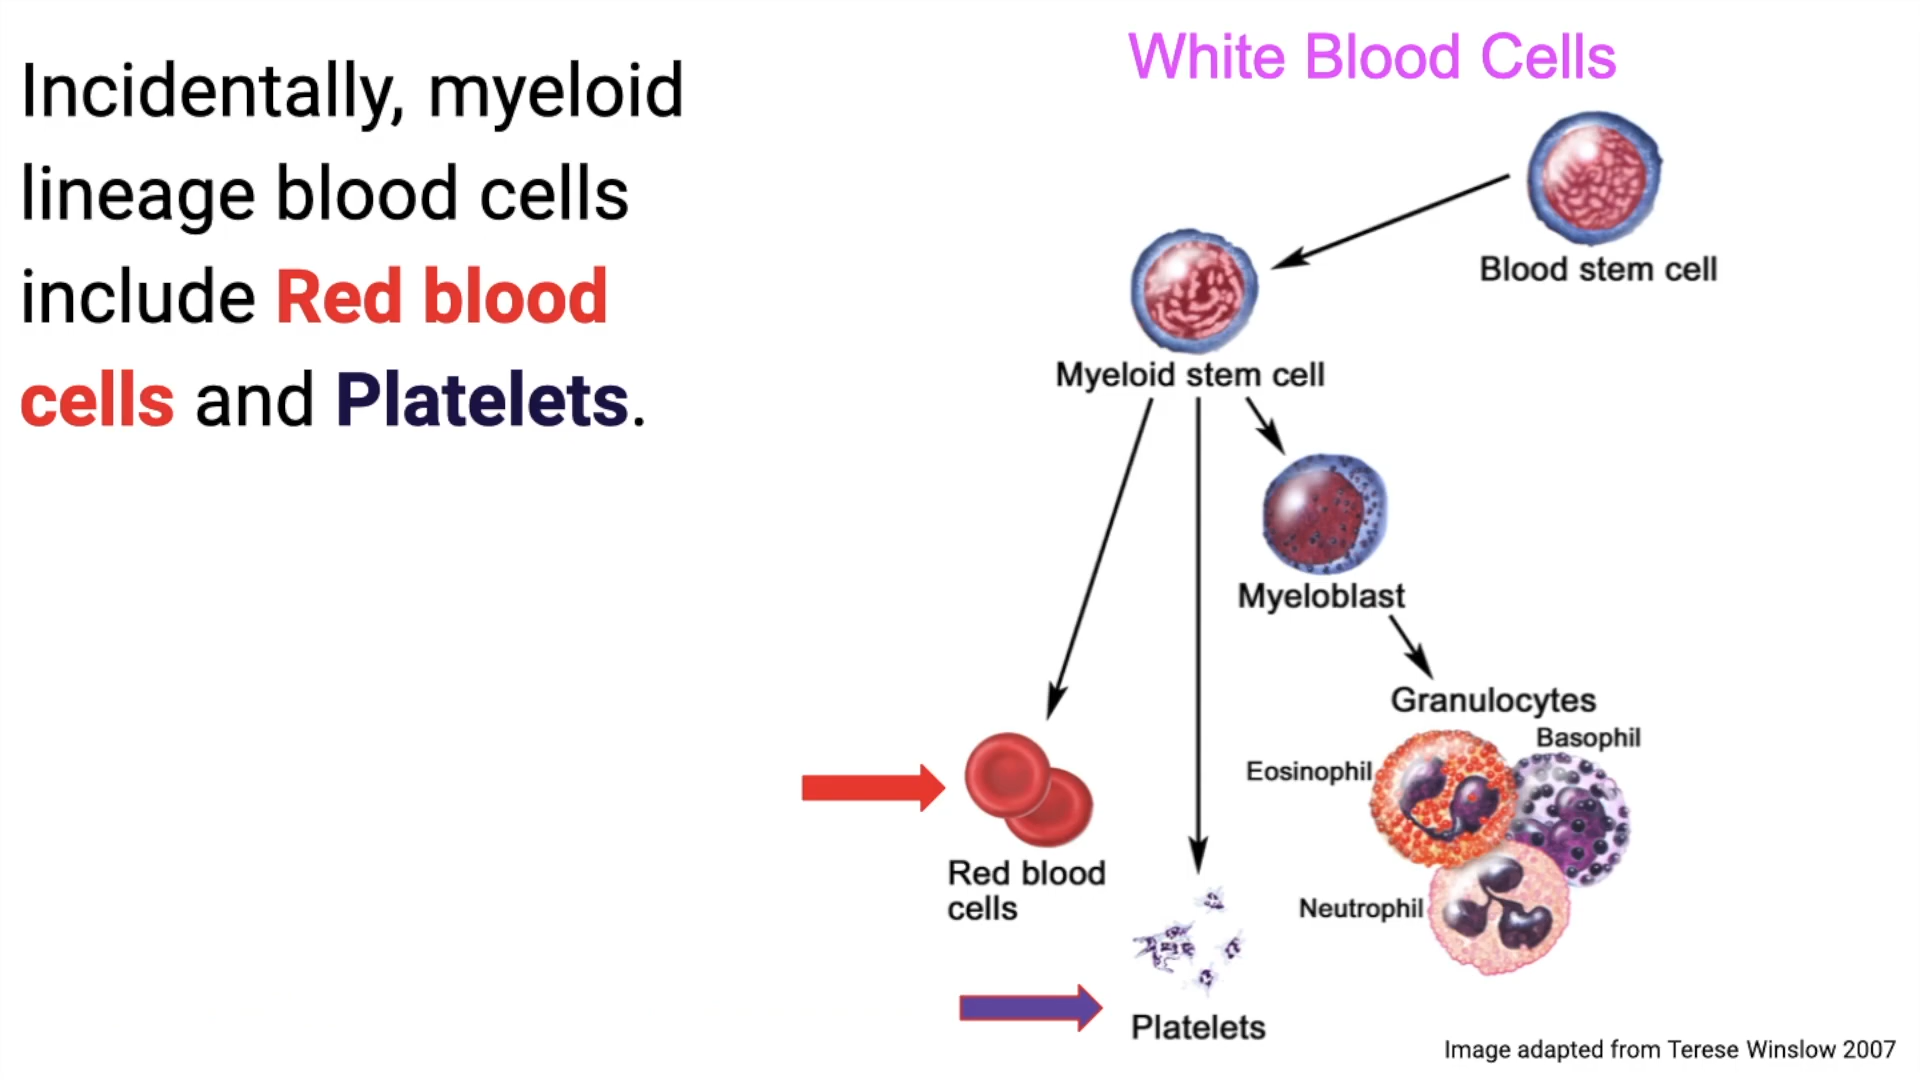 Incidentally, myeloid
lineage blood cells
include Red blood
cells and Platelets.
White Blood Cells
Blood stem cell
Myeloid stem cell
Myeloblast
Granulocytes
Basophil
Eosinophil
Neutrophil
Red blood
cells
Platelets
Image adapted from Terese Winslow 2007